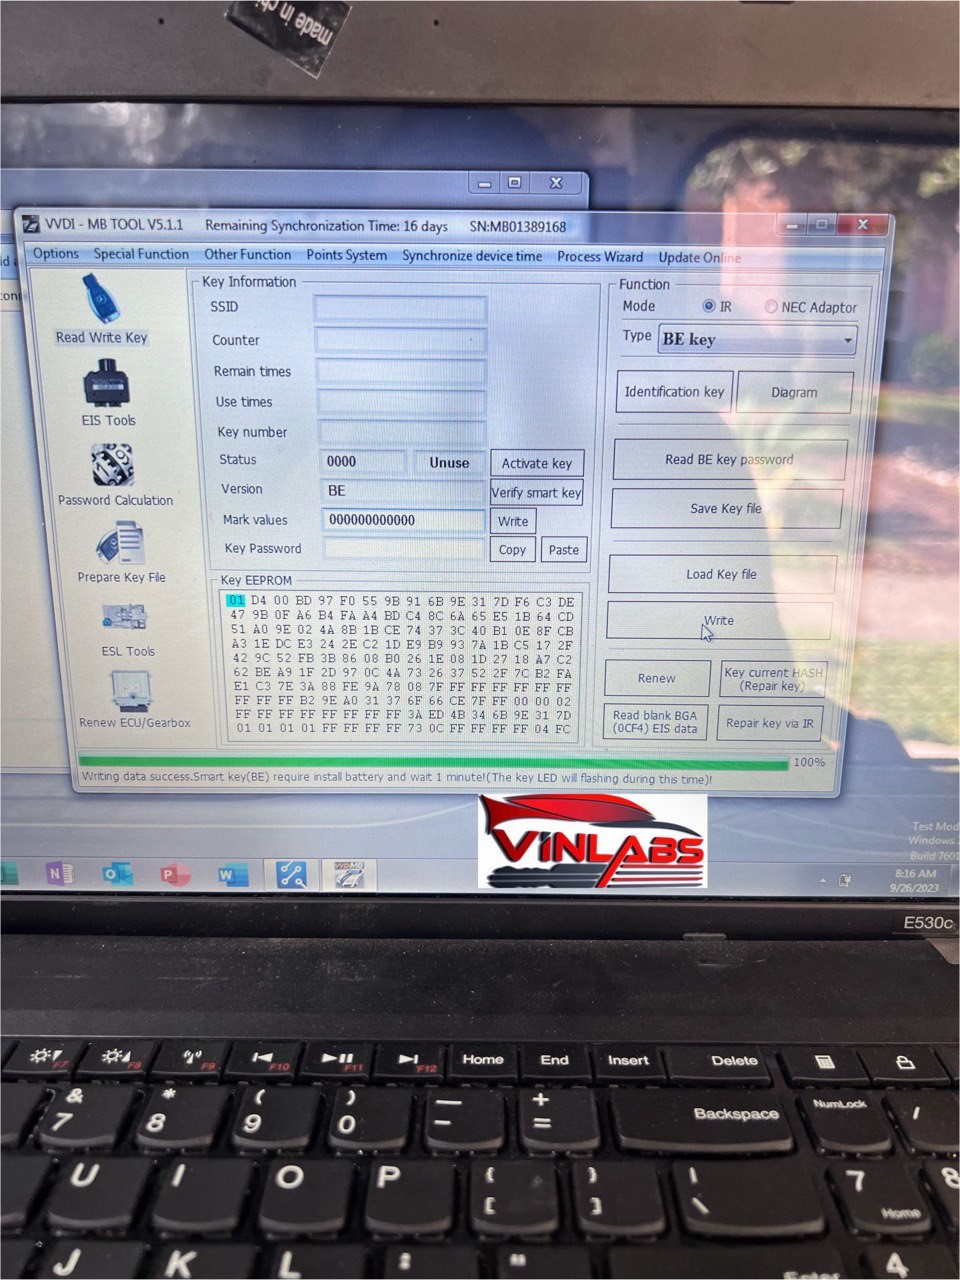 made in chi
VVDI - MB TOOL V5.1.1 Remaining Synchronization Time: 16 days SN:MB01389168
Options Special Function Other Function Points System Synchronize device time Process Wizard Update Online
Read Write Key
EIS Tools
Password Calculation
Prepare Key File
ESL Tools
Renew ECU/Gearbox
Key Information
SSID
Counter
Remain times
Use times
Key number
Status 0000 Unuse Activate key
Version BE Verify smart key
Mark values 000000000000 Write
Key Password Copy Paste
Key EEPROM
01 D4 00 BD 97 F0 55 9B 91 6B 9E 31 7D F6 C3 DE
47 9B 0F A6 B4 FA A4 BD C4 8C 6A 65 E5 1B 64 CD
51 A0 9E 02 4A 8B 1B CE 74 37 3C 40 B1 0E 8F CB
A3 1E DC E3 24 2E C2 1D E9 B9 93 7A 1B C5 17 2F
42 9C 52 FB 3B 86 08 B0 26 1E 08 1D 27 18 A7 C2
62 BE A9 1F 2D 97 0C 4A 73 26 37 52 2F 7C B2 FA
E1 C3 7E 3A 88 FE 9A 78 08 7F FF FF FF FF FF FF
FF FF FF B2 9E A0 31 37 6F 66 CE 7F FF 00 00 02
FF FF FF FF FF FF FF FF 3A ED 4B 34 6B 9E 31 7D
01 01 01 01 FF FF FF FF 73 0C FF FF FF FF 04 FC
Function
Mode IR NEC Adaptor
Type BE key
Identification key Diagram
Read BE key password
Save Key file
Load Key file
Write
Renew
Key current HASH
(Repair key)
Read blank BGA
(0CF4) EIS data
Repair key via IR
100%
Writing data success.Smart key(BE) require install battery and wait 1 minute!(The key LED will flashing during this time)!
VINLABS
Test Mod
Windows
Build 7601
N O P W VVDI MB
8:16 AM
9/26/2023
E530c
F7 F8 F9 F10 F11 F12 Home End Insert Delete
& 7 * 8 ( 9 ) 0 — - + = Backspace NumLock /
U I O P { [ } ] | \ 7 Home 8
J K L : " Enter 4